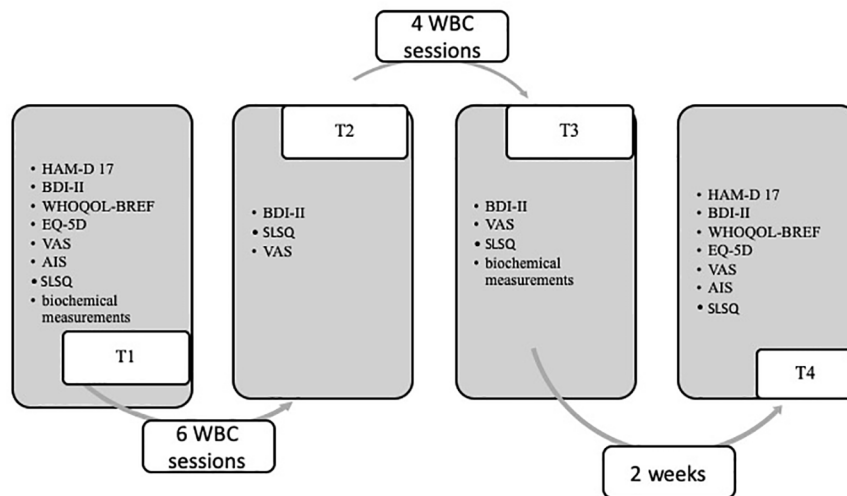 4 WBC
sessions
T1
• HAM-D 17
• BDI-II
• WHOQOL-BREF
• EQ-5D
• VAS
• AIS
• SLSQ
• biochemical
measurements
6 WBC
sessions
T2
• BDI-II
• SLSQ
• VAS
T3
• BDI-II
• VAS
• SLSQ
• biochemical measurements
2 weeks
• HAM-D 17
• BDI-II
• WHOQOL-BREF
• EQ-5D
• VAS
• AIS
• SLSQ
T4